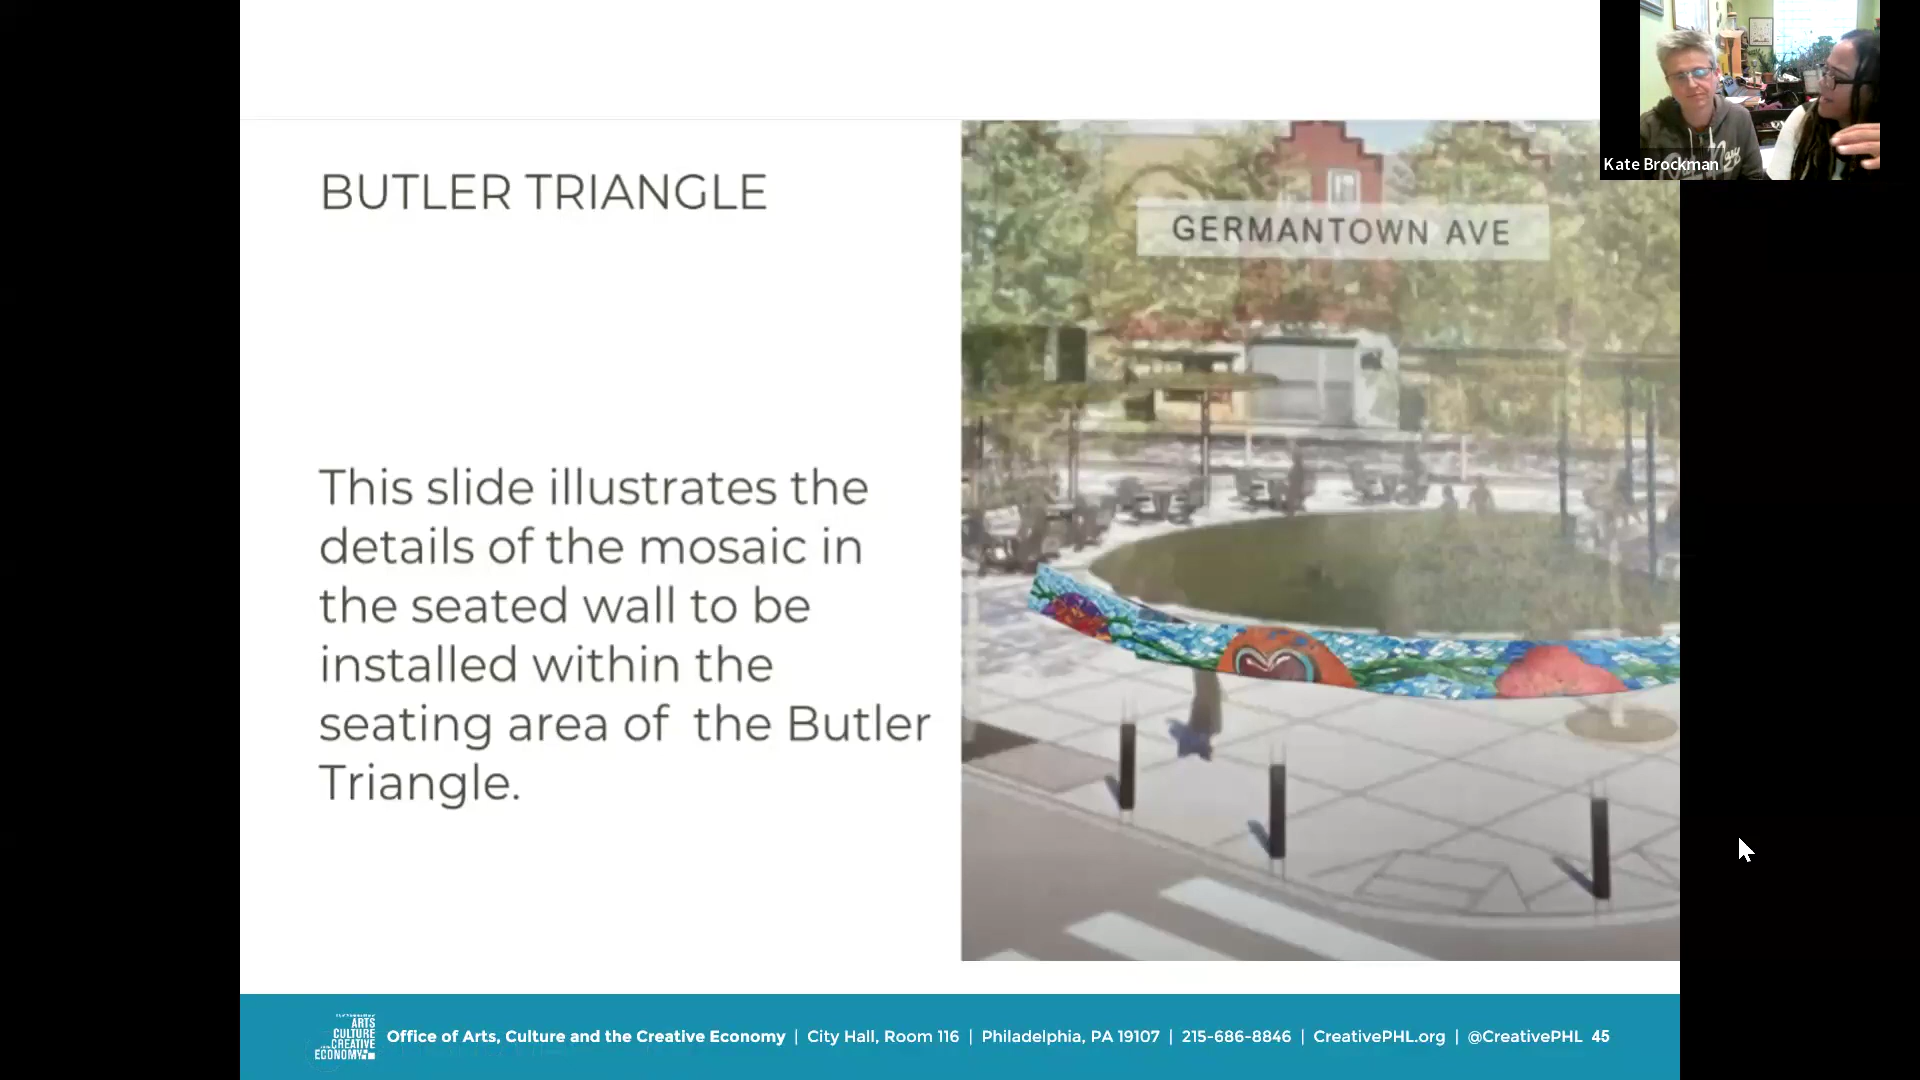 Kate Brockman
BUTLER TRIANGLE
GERMANTOWN AVE
This slide illustrates the
details of the mosaic in
the seated wall to be
installed within the
seating area of the Butler
Triangle.
ARTS
CULTURE
CREATIVE
ECONOMY
Office of Arts, Culture and the Creative Economy | City Hall, Room 116 | Philadelphia, PA 19107 | 215-686-8846 | CreativePHL.org | @CreativePHL 45